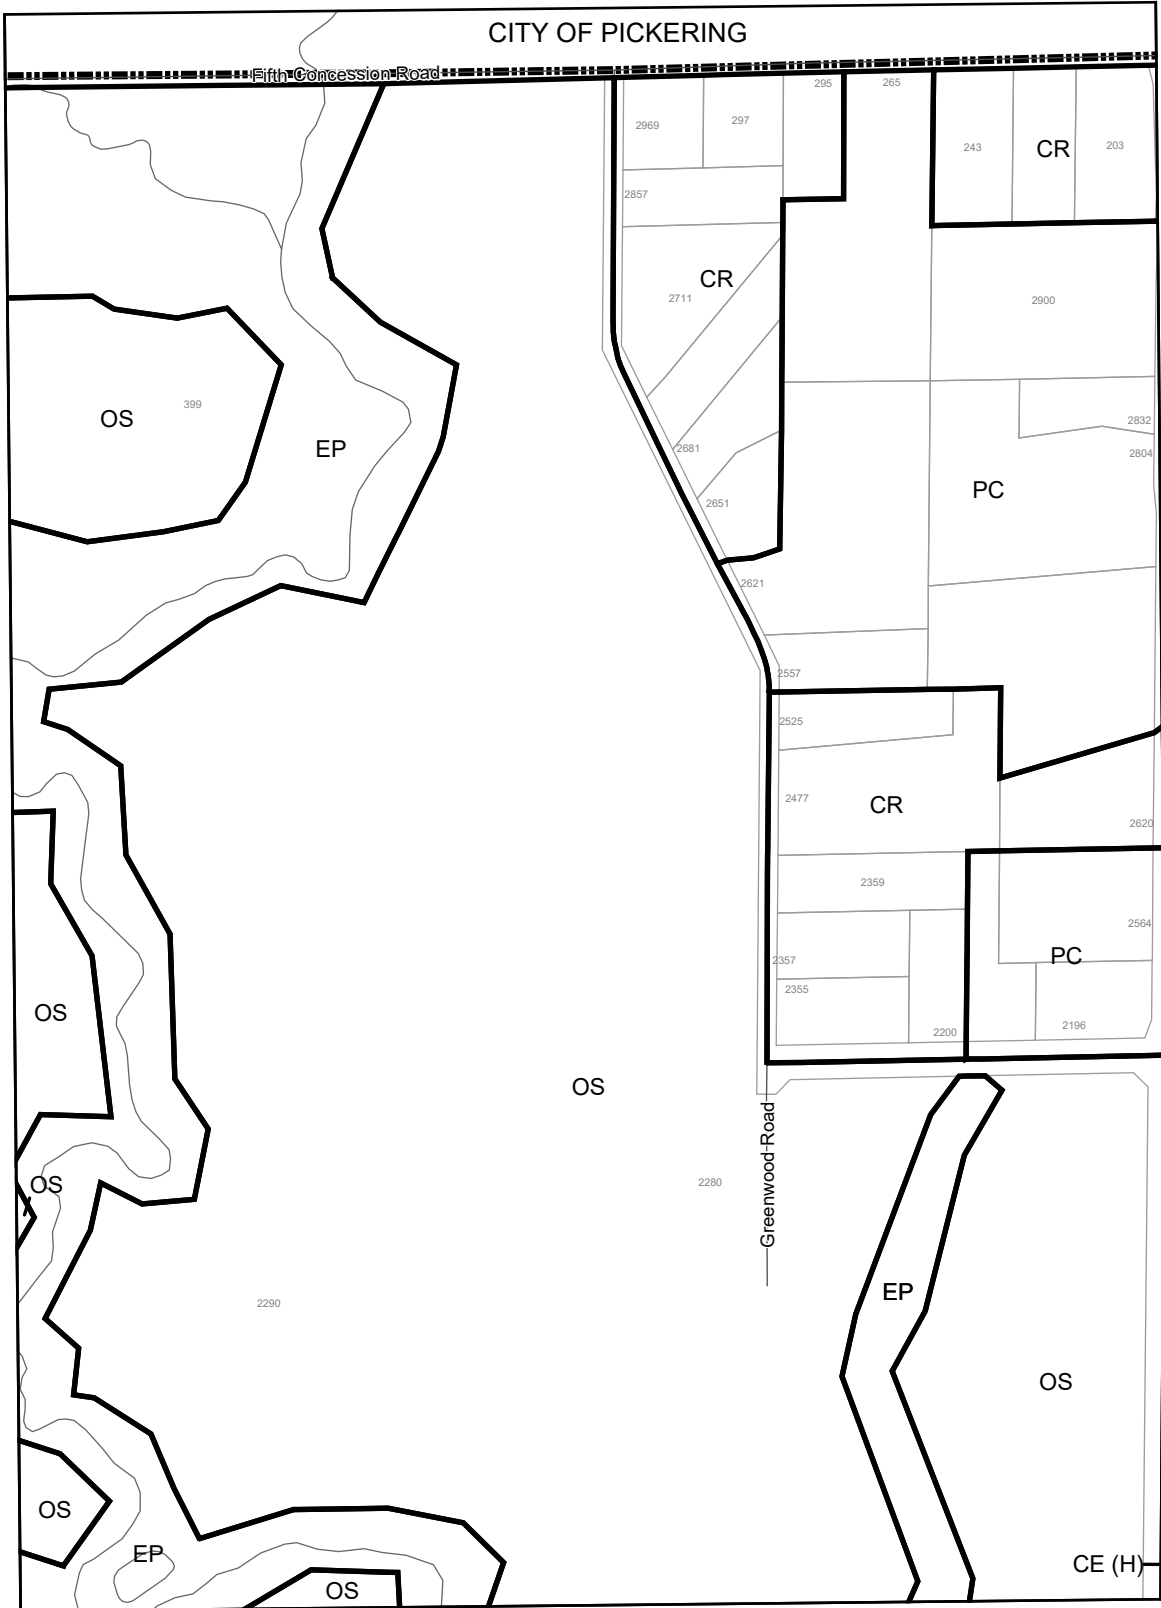 CITY OF PICKERING
Fifth Concession Road
295
265
2969
297
243
CR
203
2857
CR
2711
2900
OS
399
EP
2832
2681
2804
PC
2651
2621
2557
2525
2477
CR
2620
2359
2564
2357
PC
2355
OS
2200
2196
OS
Greenwood Road
OS
2280
EP
2290
OS
OS
EP
CE (H)
OS